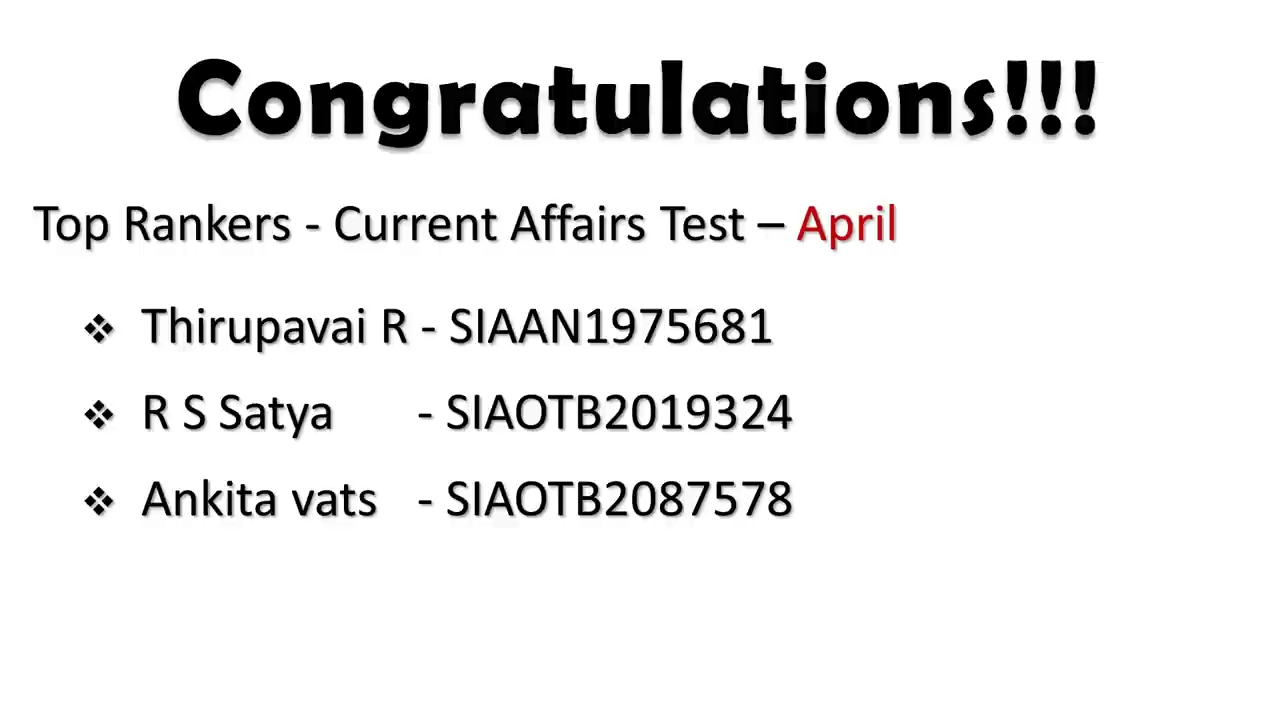 Congratulations!!!
Top Rankers - Current Affairs Test – April
❖ Thirupavai R - SIAAN1975681
❖ R S Satya - SIAOTB2019324
❖ Ankita vats - SIAOTB2087578